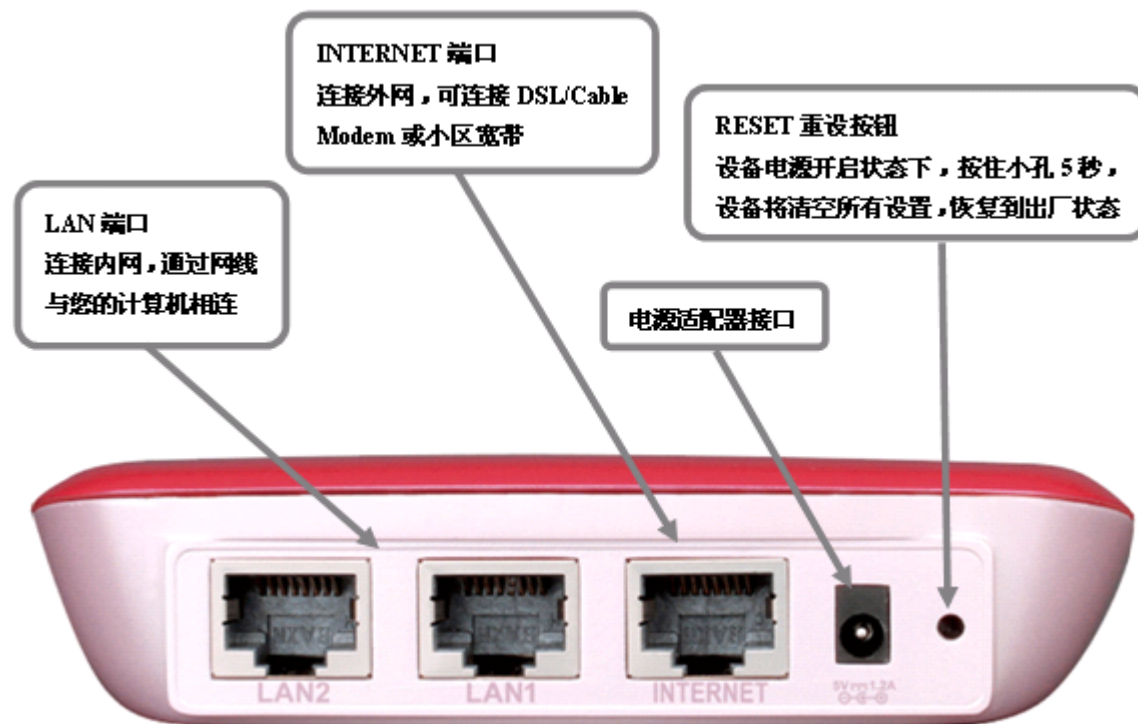 INTERNET 端口
连接外网，可连接 DSL/Cable
Modem 或小区宽带
RESET 重设按钮
设备电源开启状态下，按住小孔 5 秒，
设备将清空所有设置，恢复到出厂状态
LAN 端口
连接内网，通过网线
与您的计算机相连
电源适配器接口
LAN2
LAN1
INTERNET
5V 1.2A